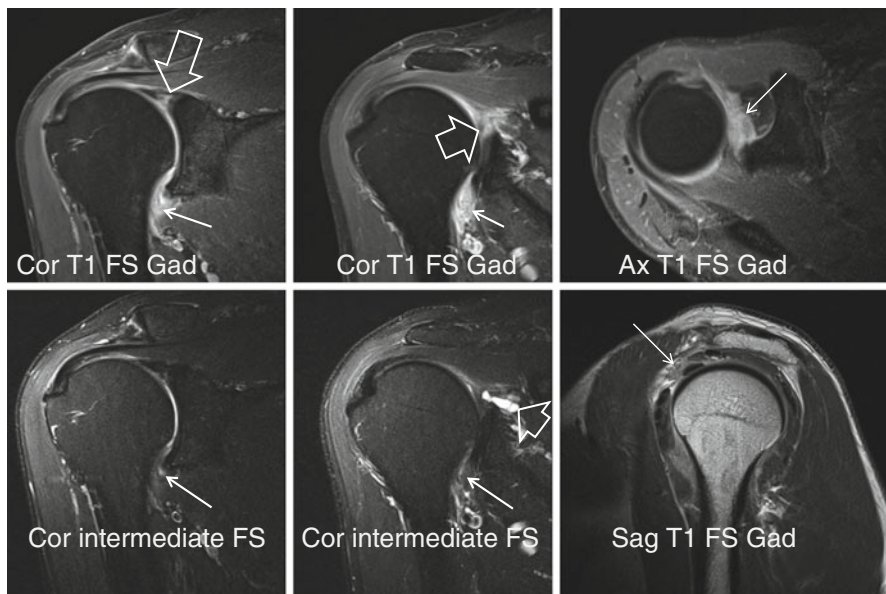 Cor T1 FS Gad
Cor T1 FS Gad
Ax T1 FS Gad
Cor intermediate FS
Cor intermediate FS
Sag T1 FS Gad